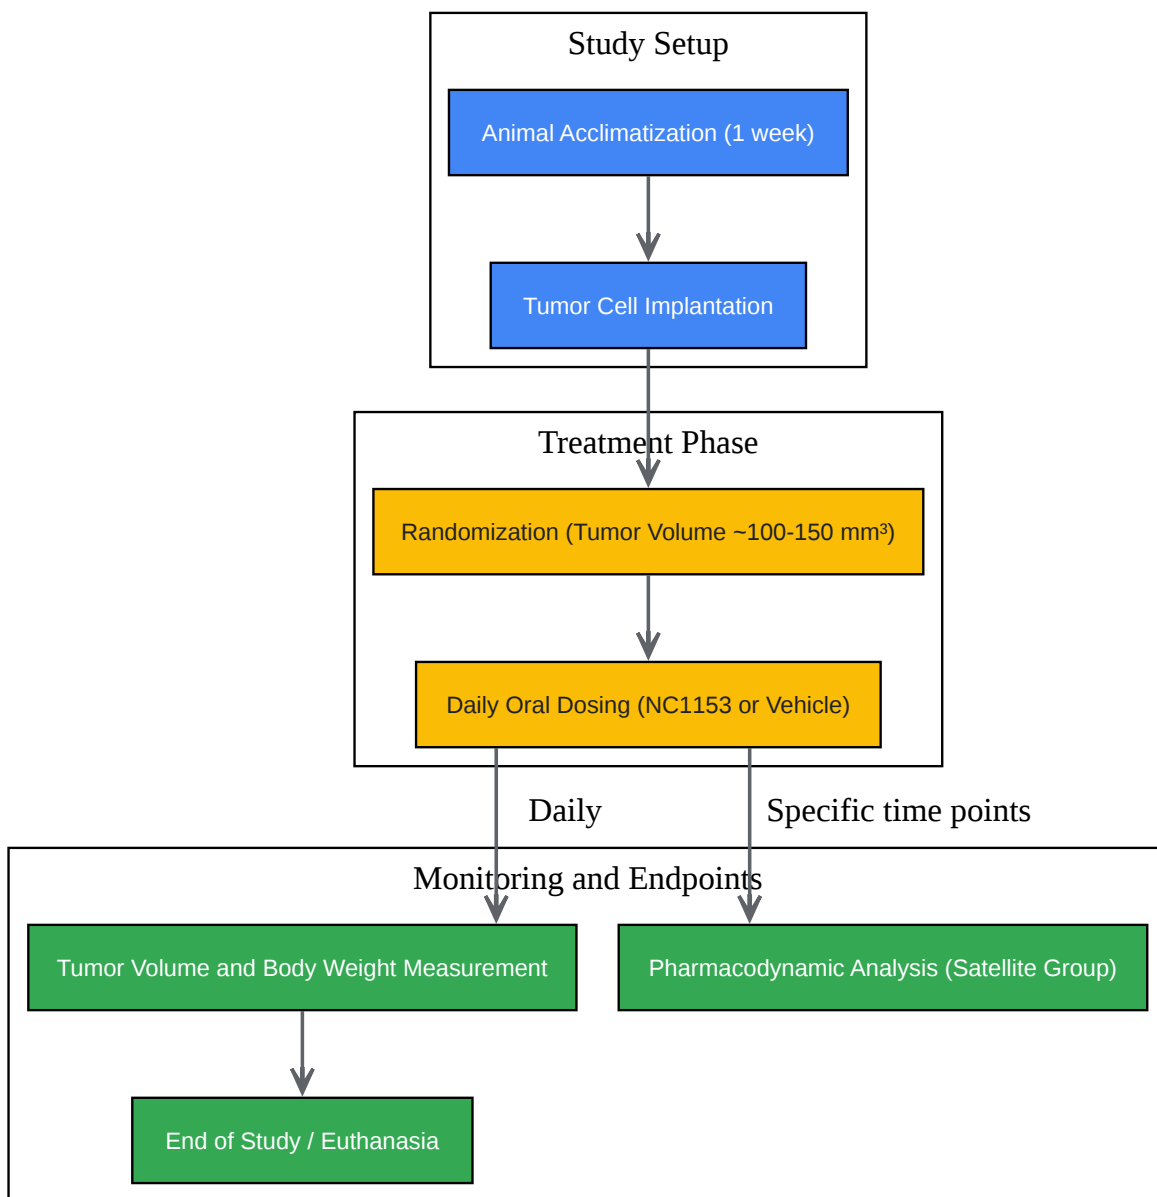 Study Setup
Animal Acclimatization (1 week)
Tumor Cell Implantation
Treatment Phase
Randomization (Tumor Volume ~100-150 mm³)
Daily Oral Dosing (NC1153 or Vehicle)
Daily
Specific time points
Monitoring and Endpoints
Tumor Volume and Body Weight Measurement
Pharmacodynamic Analysis (Satellite Group)
End of Study / Euthanasia